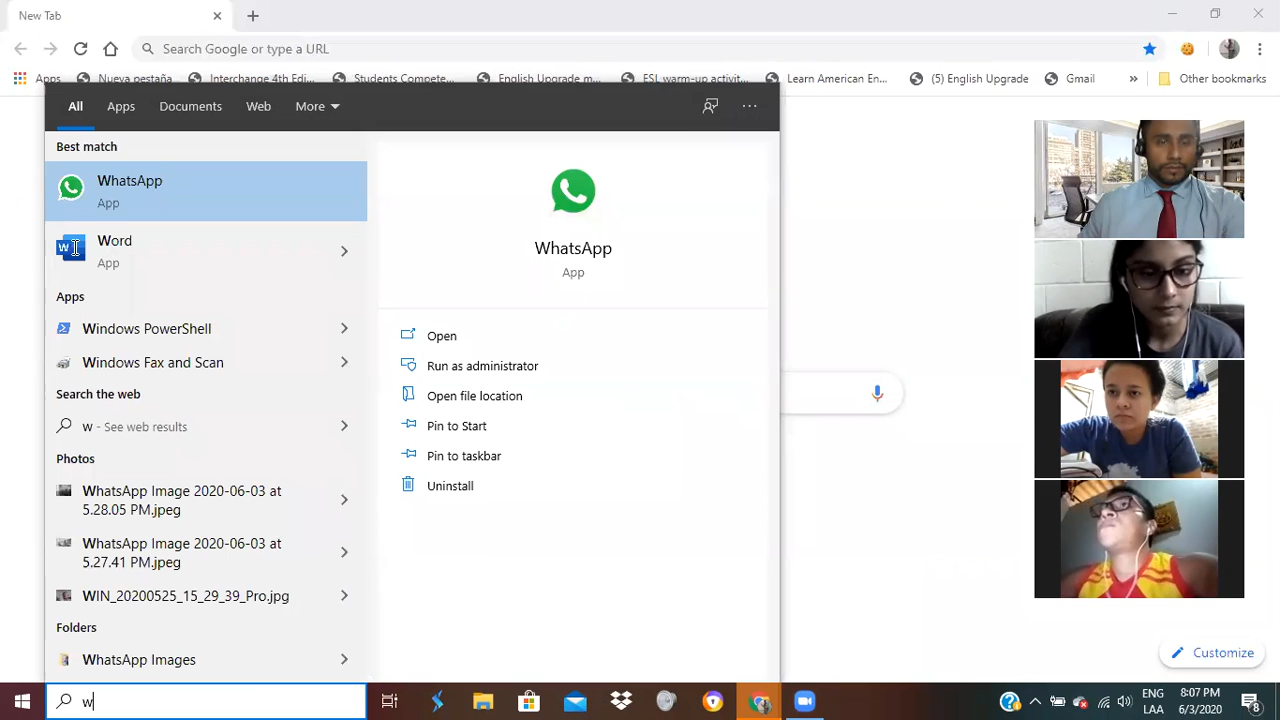 New Tab
Search Google or type a URL
Apps
Nueva pestaña
Interchange 4th Edi...
Students Compete...
English Upgrade m...
ESL warm-up activit...
Learn American En...
(5) English Upgrade
Gmail
»
Other bookmarks
All
Apps
Documents
Web
More
Best match
WhatsApp
App
Word
App
Apps
Windows PowerShell
Windows Fax and Scan
Search the web
w - See web results
Photos
WhatsApp Image 2020-06-03 at
5.28.05 PM.jpeg
WhatsApp Image 2020-06-03 at
5.27.41 PM.jpeg
WIN_20200525_15_29_39_Pro.jpg
Folders
WhatsApp Images
WhatsApp
App
Open
Run as administrator
Open file location
Pin to Start
Pin to taskbar
Uninstall
Customize
w
ENG
LAA
8:07 PM
6/3/2020
8